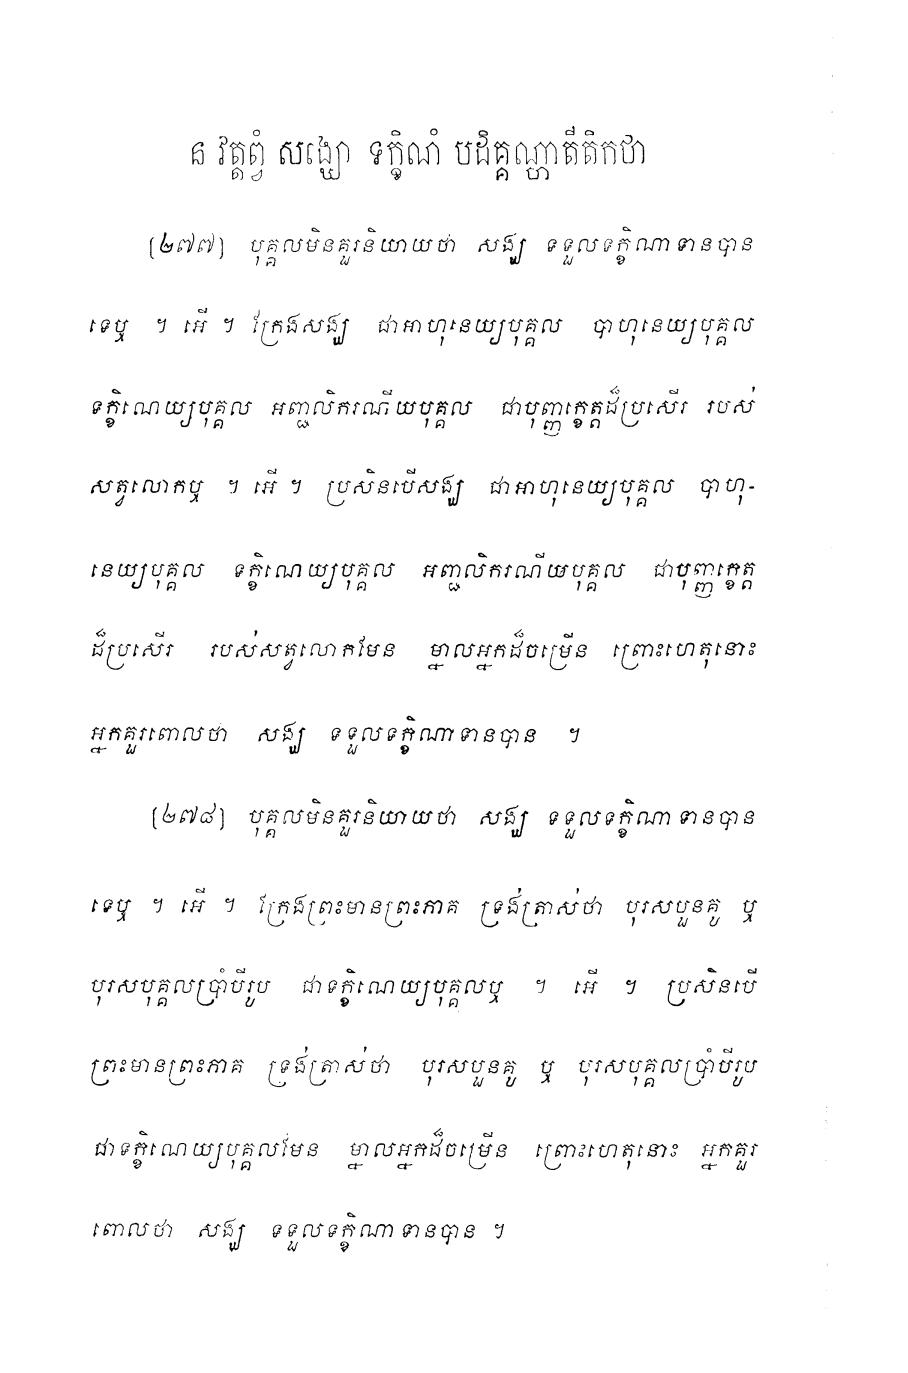 ន វត្តព្វំ សង្ឃោ ទក្ខិណំ បដិគ្គណ្ហាតីតិកថា
(២៧៧) បុគ្គលមិនគួរនិយាយថា សង្ឃ ទទួលទក្ខិណាទានបាន
ទេឬ ។ អើ ។ ក្រែងសង្ឃ ជាអាហុនេយ្យបុគ្គល បាហុនេយ្យបុគ្គល
ទក្ខិណេយ្យបុគ្គល អញ្ជលិករណីយបុគ្គល ជាបុញ្ញក្ខេត្តដ៏ប្រសើរ របស់
សត្វលោកឬ ។ អើ ។ ប្រសិនបើសង្ឃ ជាអាហុនេយ្យបុគ្គល បាហុ-
នេយ្យបុគ្គល ទក្ខិណេយ្យបុគ្គល អញ្ជលិករណីយបុគ្គល ជាបុញ្ញក្ខេត្ត
ដ៏ប្រសើរ របស់សត្វលោកមែន ម្នាលអ្នកដ៏ចម្រើន ព្រោះហេតុនោះ
អ្នកគួរពោលថា សង្ឃ ទទួលទក្ខិណាទានបាន ។
(២៧៨) បុគ្គលមិនគួរនិយាយថា សង្ឃ ទទួលទក្ខិណាទានបាន
ទេឬ ។ អើ ។ ក្រែងព្រះមានព្រះភាគ ទ្រង់ត្រាស់ថា បុរសបួនគូ ឬ
បុរសបុគ្គលប្រាំបីរូប ជាទក្ខិណេយ្យបុគ្គលឬ ។ អើ ។ ប្រសិនបើ
ព្រះមានព្រះភាគ ទ្រង់ត្រាស់ថា បុរសបួនគូ ឬ បុរសបុគ្គលប្រាំបីរូប
ជាទក្ខិណេយ្យបុគ្គលមែន ម្នាលអ្នកដ៏ចម្រើន ព្រោះហេតុនោះ អ្នកគួរ
ពោលថា សង្ឃ ទទួលទក្ខិណាទានបាន ។